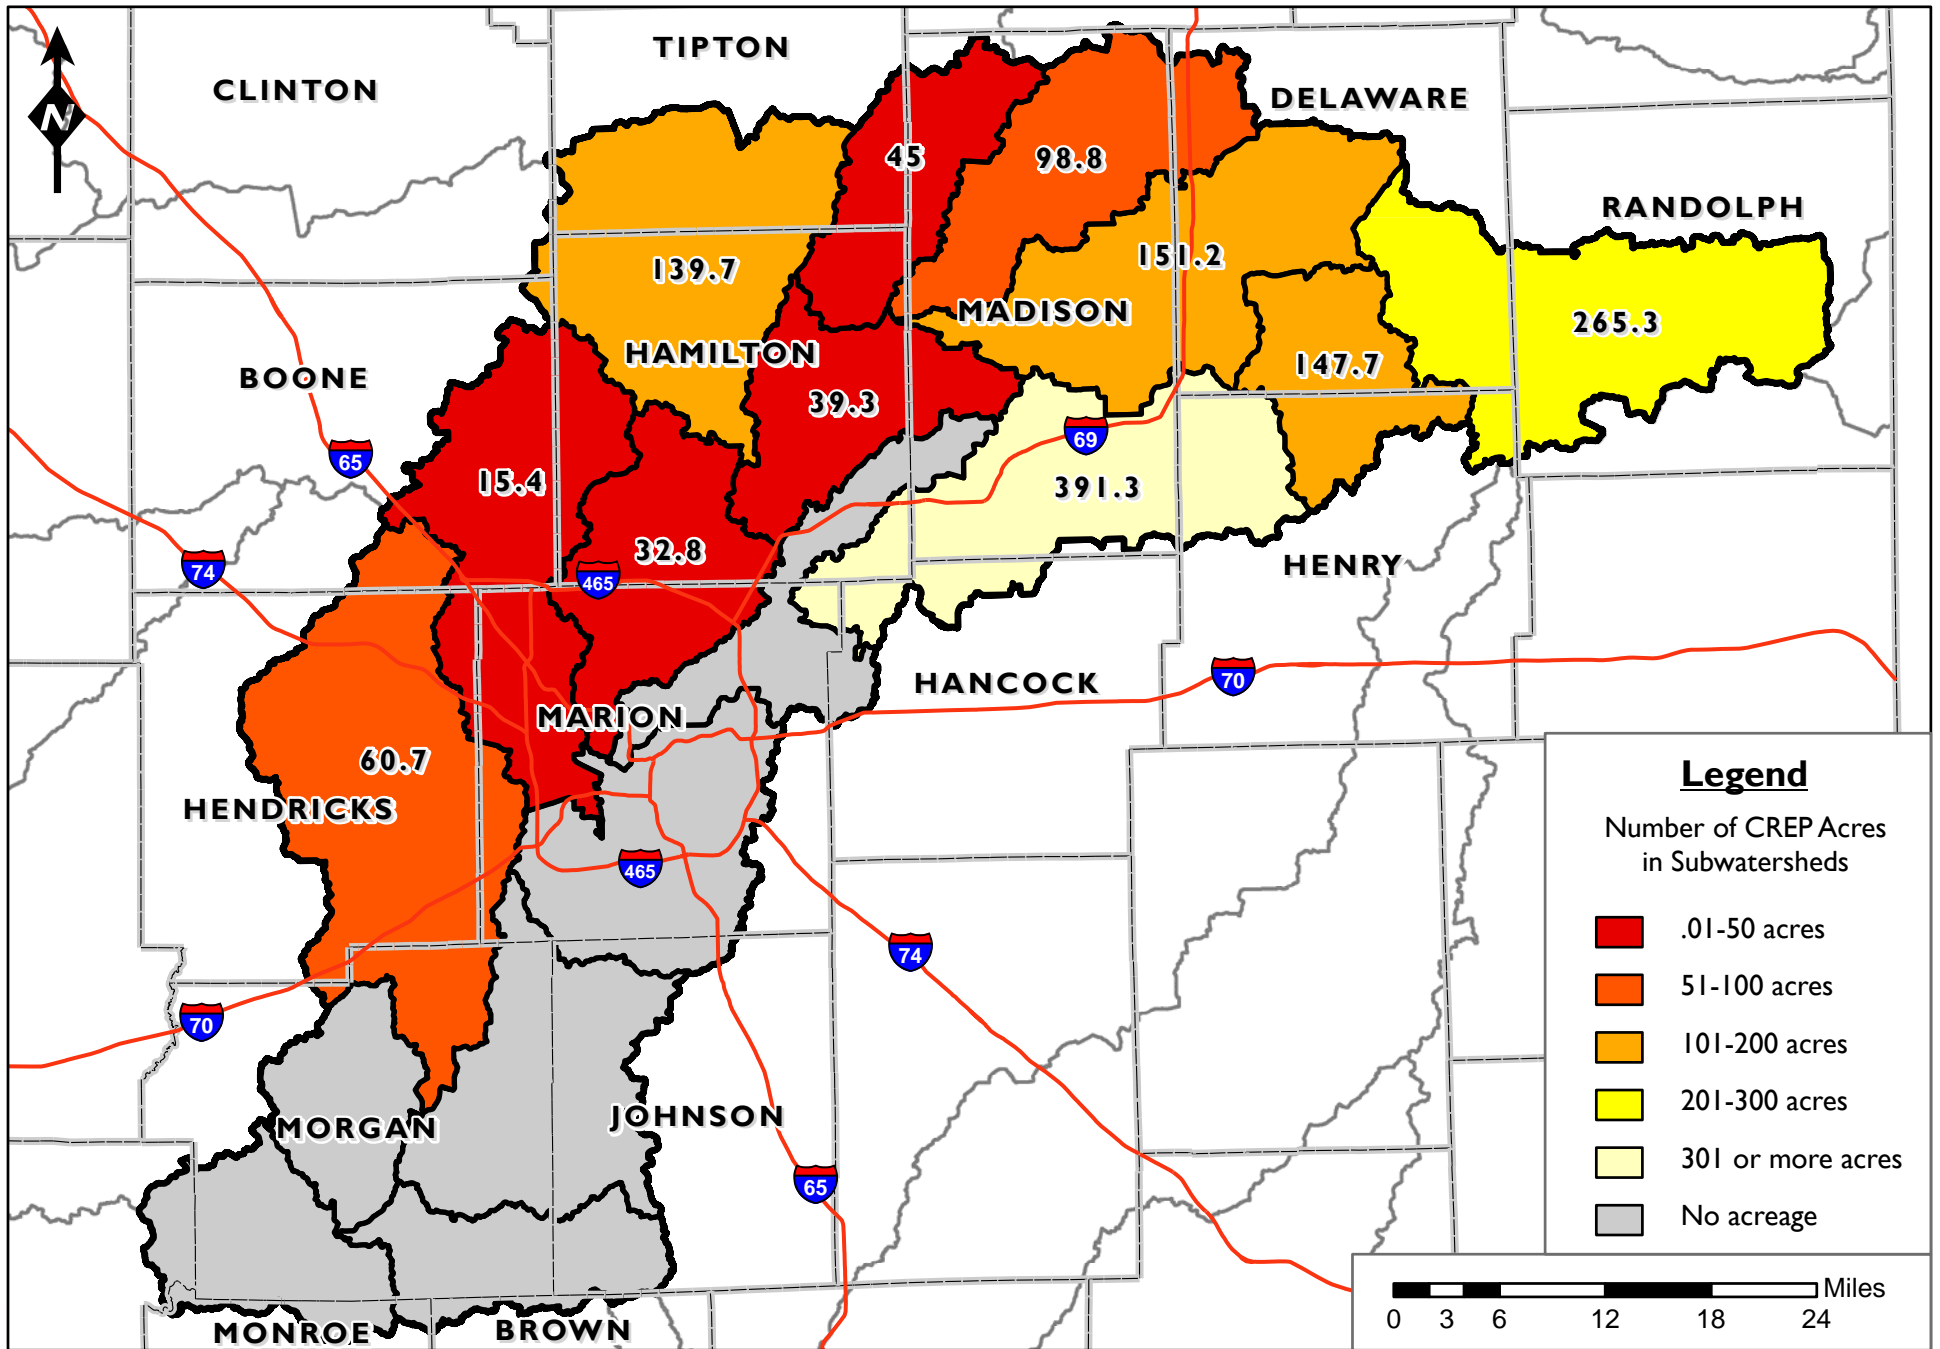 N
TIPTON
CLINTON
DELAWARE
45
98.8
RANDOLPH
151.2
139.7
MADISON
265.3
HAMILTON
147.7
BOONE
39.3
69
65
15.4
391.3
32.8
74
465
HENRY
70
HANCOCK
MARION
60.7
HENDRICKS
465
74
70
JOHNSON
MORGAN
65
MONROE
BROWN
Legend
Number of CREP Acres
in Subwatersheds
.01-50 acres
51-100 acres
101-200 acres
201-300 acres
301 or more acres
No acreage
Miles
0 3 6 12 18 24